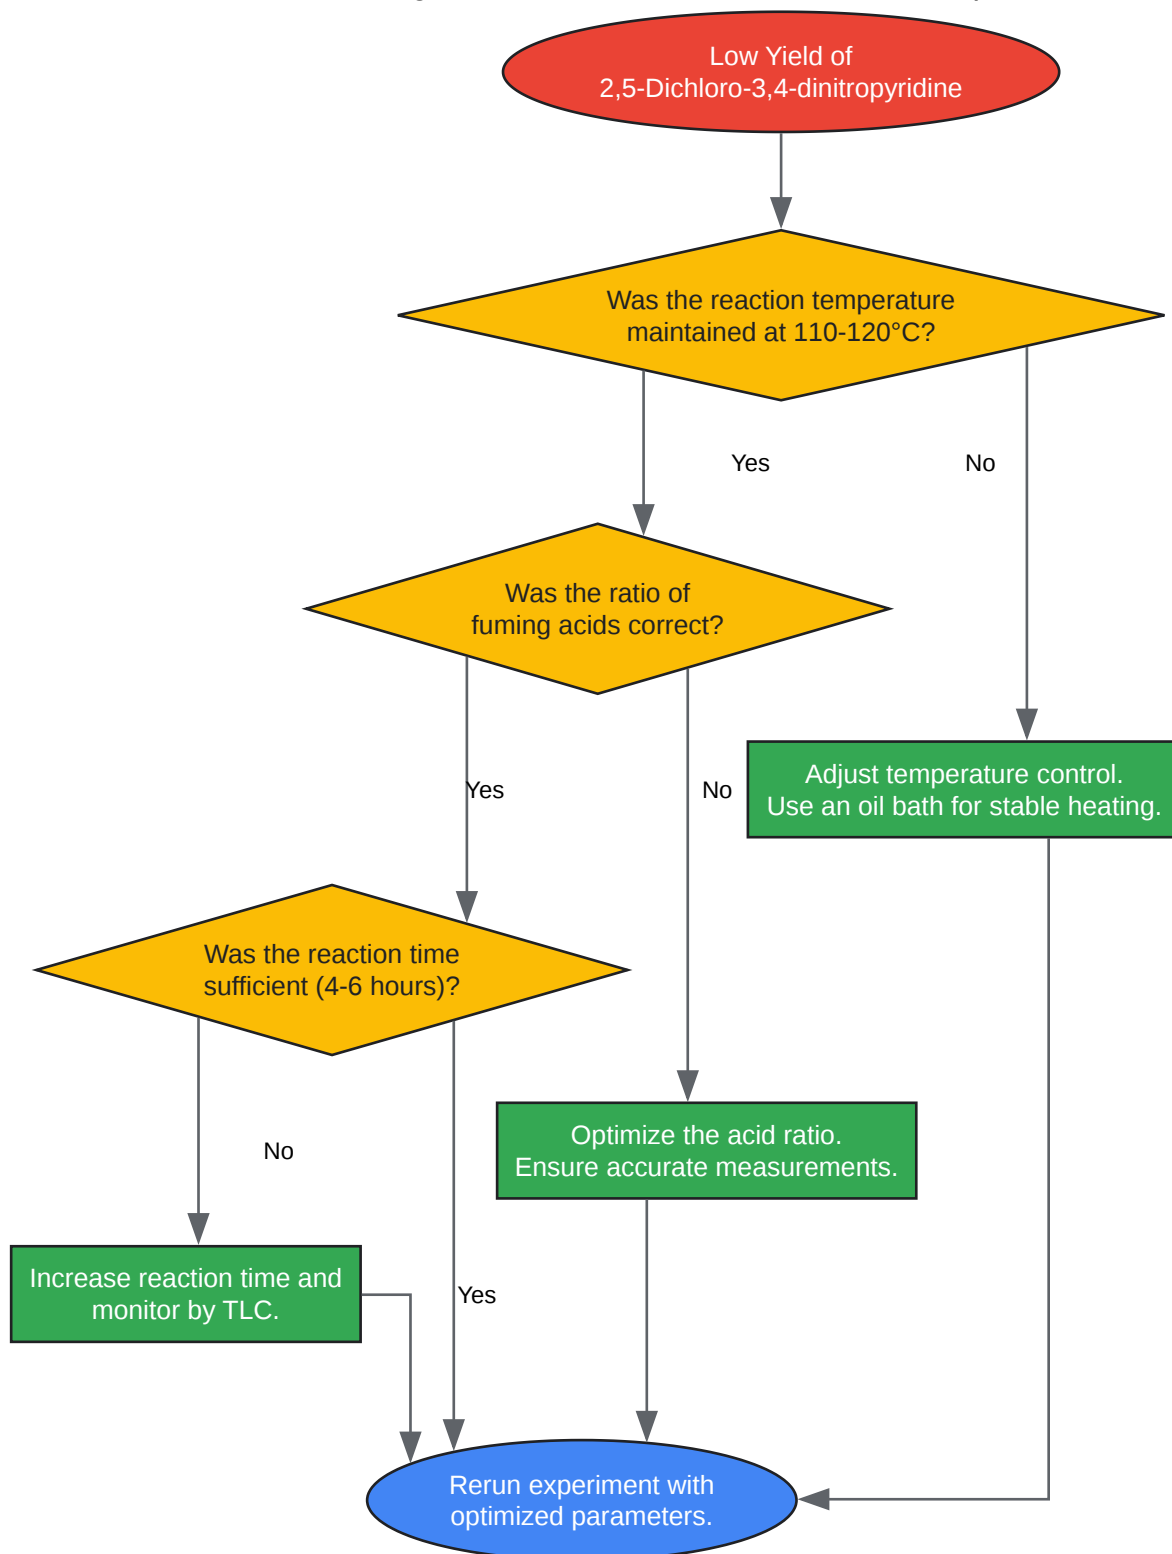 Low Yield of
2,5-Dichloro-3,4-dinitropyridine
Was the reaction temperature
maintained at 110-120°C?
Yes
No
Was the ratio of
fuming acids correct?
Yes
No
Adjust temperature control.
Use an oil bath for stable heating.
Was the reaction time
sufficient (4-6 hours)?
No
Optimize the acid ratio.
Ensure accurate measurements.
Increase reaction time and
monitor by TLC.
Yes
Rerun experiment with
optimized parameters.